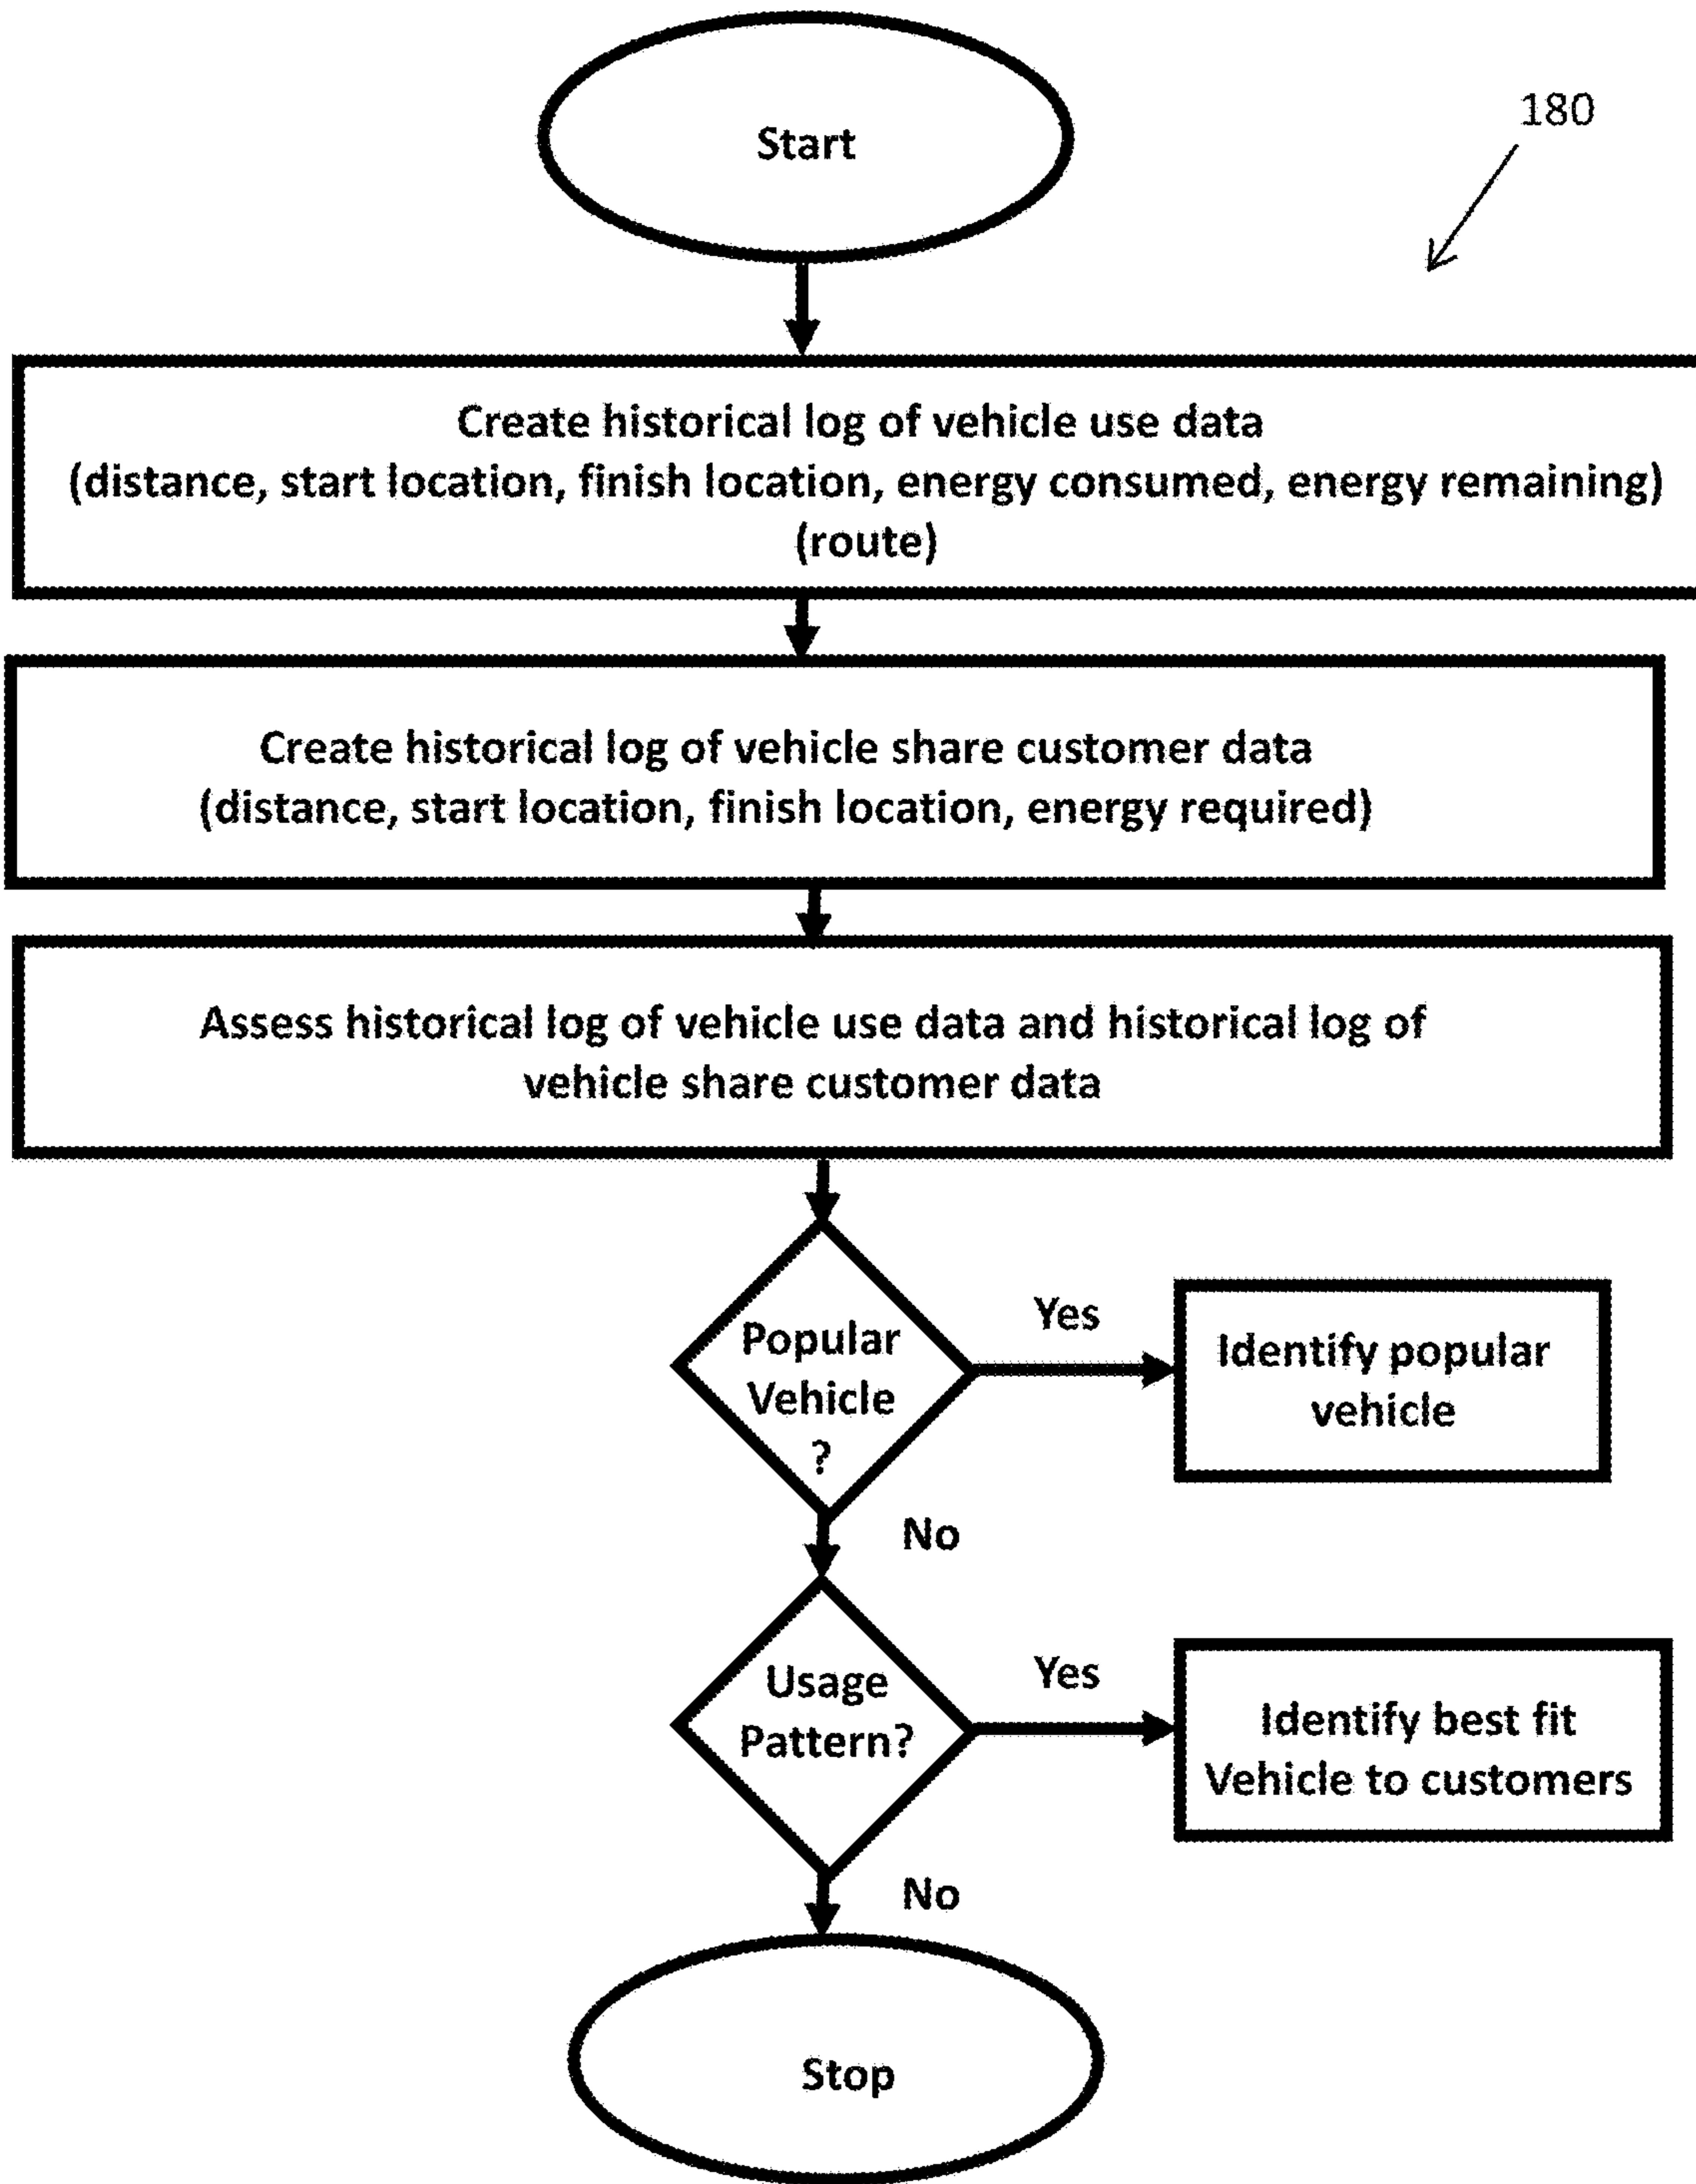 Start
180
Create historical log of vehicle use data
(distance, start location, finish location, energy consumed, energy remaining)
(route)
Create historical log of vehicle share customer data
(distance, start location, finish location, energy required)
Assess historical log of vehicle use data and historical log of
vehicle share customer data
Popular
Vehicle
?
Yes
Identify popular
vehicle
No
Usage
Pattern?
Yes
Identify best fit
Vehicle to customers
No
Stop